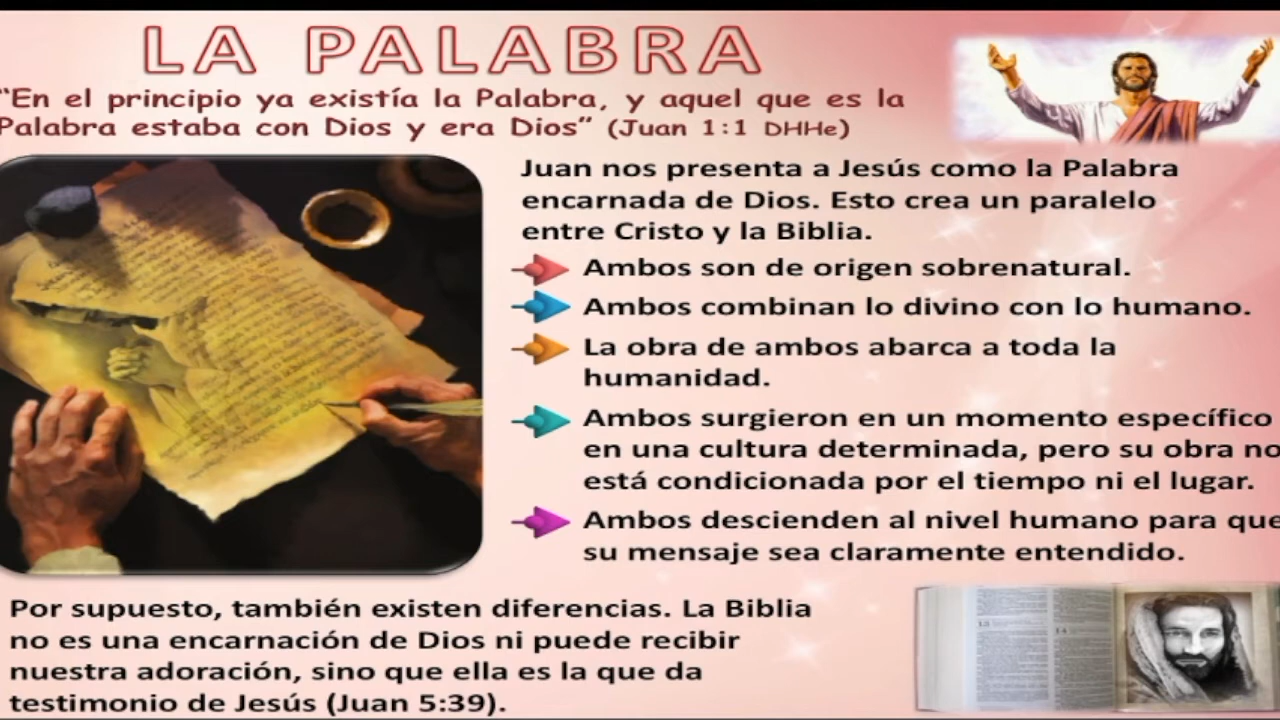 LA PALABRA
“En el principio ya existía la Palabra, y aquel que es la
Palabra estaba con Dios y era Dios” (Juan 1:1 DHHe)
Juan nos presenta a Jesús como la Palabra
encarnada de Dios. Esto crea un paralelo
entre Cristo y la Biblia.
Ambos son de origen sobrenatural.
Ambos combinan lo divino con lo humano.
La obra de ambos abarca a toda la
humanidad.
Ambos surgieron en un momento específico
en una cultura determinada, pero su obra no
está condicionada por el tiempo ni el lugar.
Ambos descienden al nivel humano para que
su mensaje sea claramente entendido.
Por supuesto, también existen diferencias. La Biblia
no es una encarnación de Dios ni puede recibir
nuestra adoración, sino que ella es la que da
testimonio de Jesús (Juan 5:39).